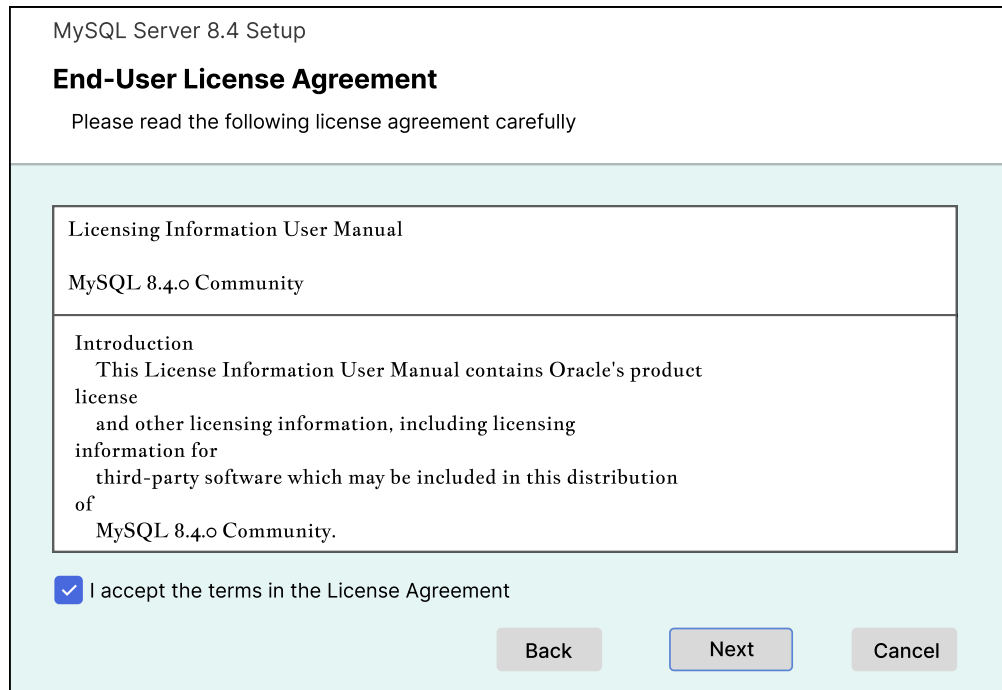 MySQL Server 8.4 Setup
End-User License Agreement
Please read the following license agreement carefully
Licensing Information User Manual
MySQL 8.4.0 Community
Introduction
This License Information User Manual contains Oracle's product
license
and other licensing information, including licensing
information for
third-party software which may be included in this distribution
of
MySQL 8.4.0 Community.
I accept the terms in the License Agreement
Back Next Cancel